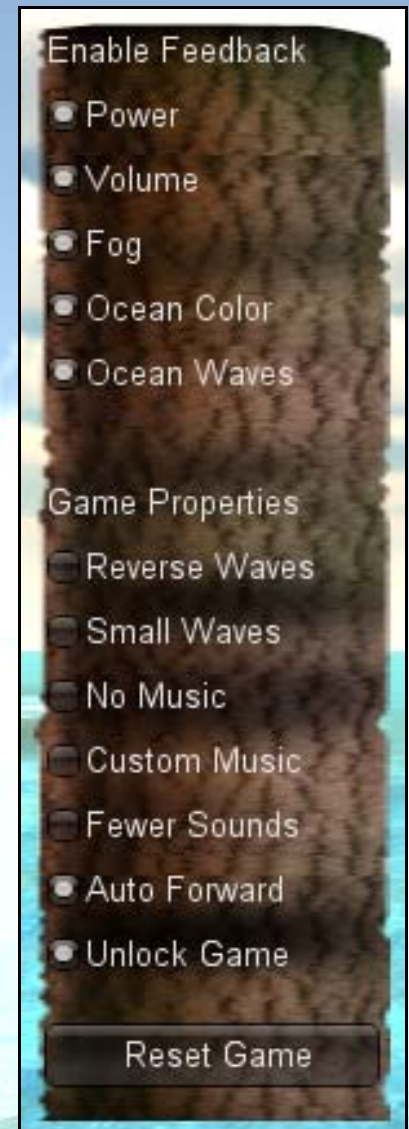 Enable Feedback
Power
Volume
Fog
Ocean Color
Ocean Waves
Game Properties
Reverse Waves
Small Waves
No Music
Custom Music
Fewer Sounds
Auto Forward
Unlock Game
Reset Game